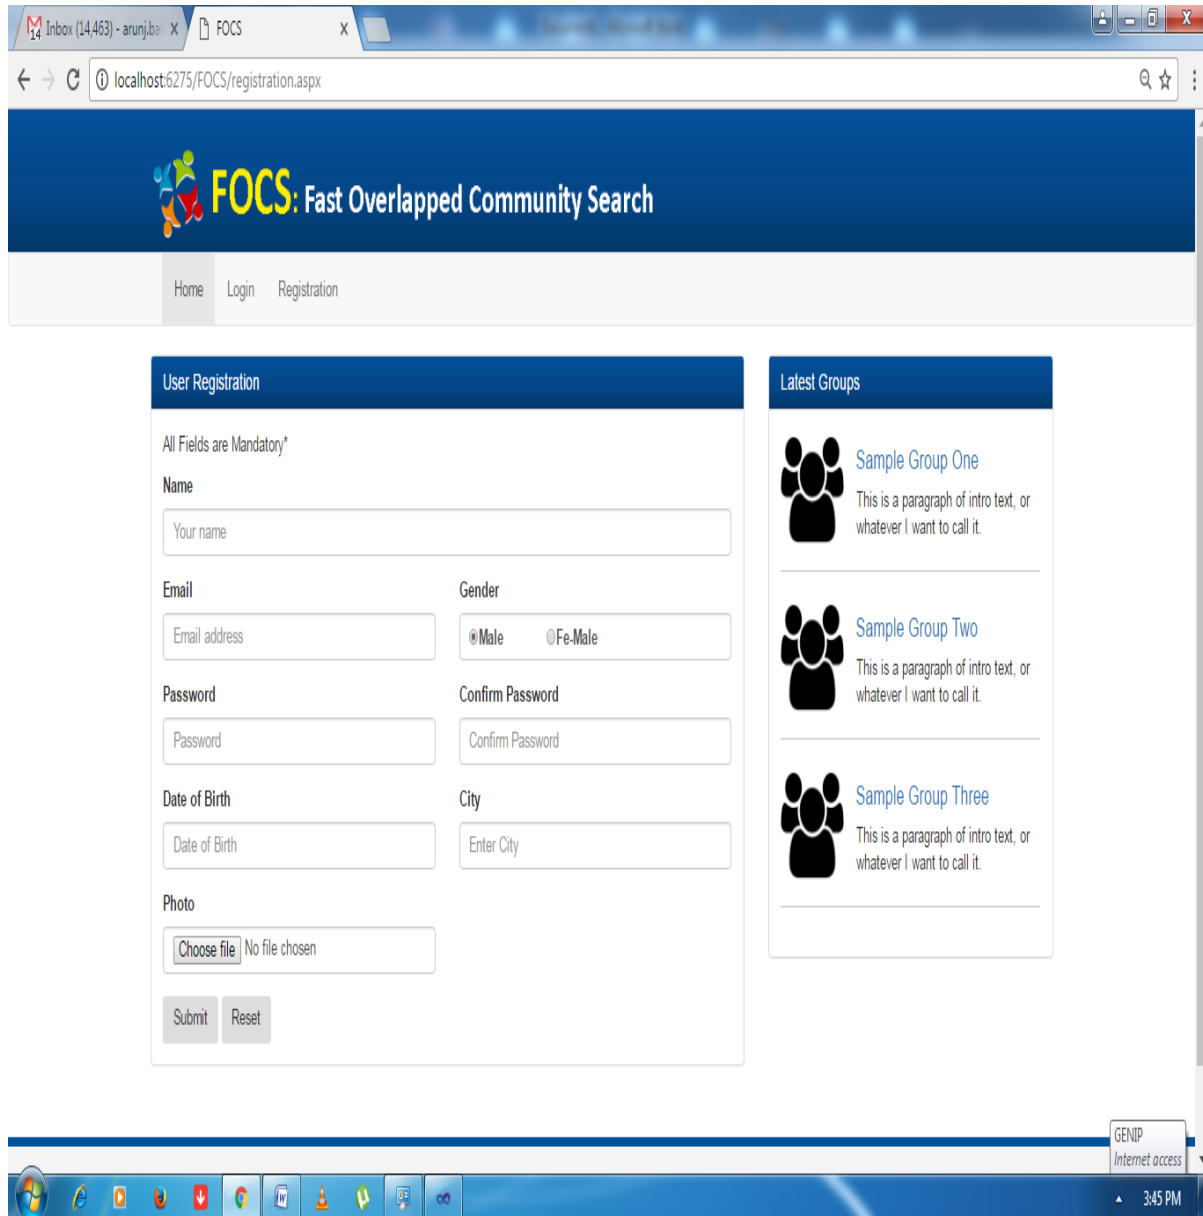 Inbox (14,463) - arunj.ba
FOCS
localhost:6275/FOCS/registration.aspx
FOCS: Fast Overlapped Community Search
Home Login Registration
User Registration
All Fields are Mandatory*
Name
Your name
Email Gender
Email address Male Fe-Male
Password Confirm Password
Password Confirm Password
Date of Birth City
Date of Birth Enter City
Photo
Choose file No file chosen
Submit Reset
Latest Groups
Sample Group One
This is a paragraph of intro text, or
whatever I want to call it.
Sample Group Two
This is a paragraph of intro text, or
whatever I want to call it.
Sample Group Three
This is a paragraph of intro text, or
whatever I want to call it.
GENIP
Internet access
3:45 PM